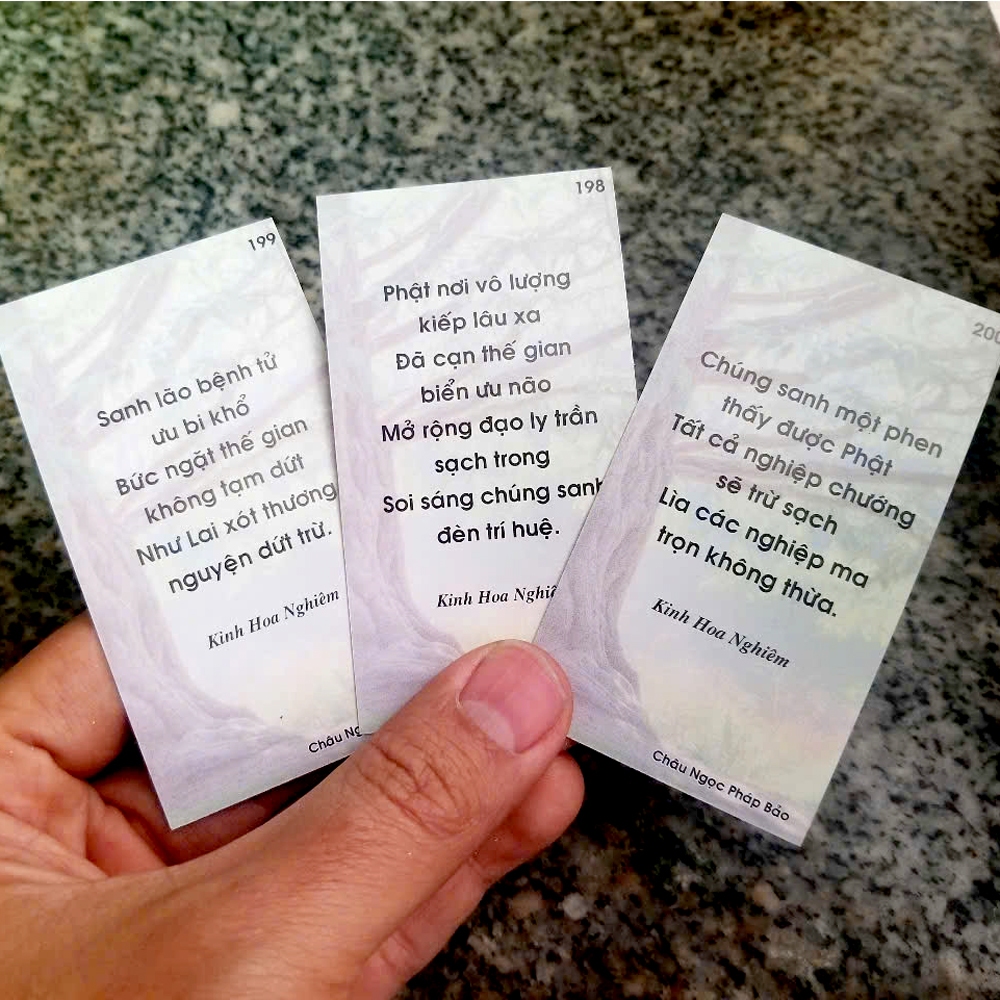 199
Sanh lão bệnh tử
ưu bi khổ
Bức ngặt thế gian
không tạm dứt
Như Lai xót thương
nguyện dứt trừ.
Kinh Hoa Nghiêm
Châu
198
Phật nơi vô lượng
kiếp lâu xa
Đã cạn thế gian
biển ưu não
Mở rộng đạo ly trần
sạch trong
Soi sáng chúng sanh
đèn trí huệ.
Kinh Hoa
200
Chúng sanh một phen
thấy được Phật
Tất cả nghiệp chướng
sẽ trừ sạch
Lìa các nghiệp ma
trọn không thừa.
Kinh Hoa Nghiêm
Châu Ngọc Pháp Bảo